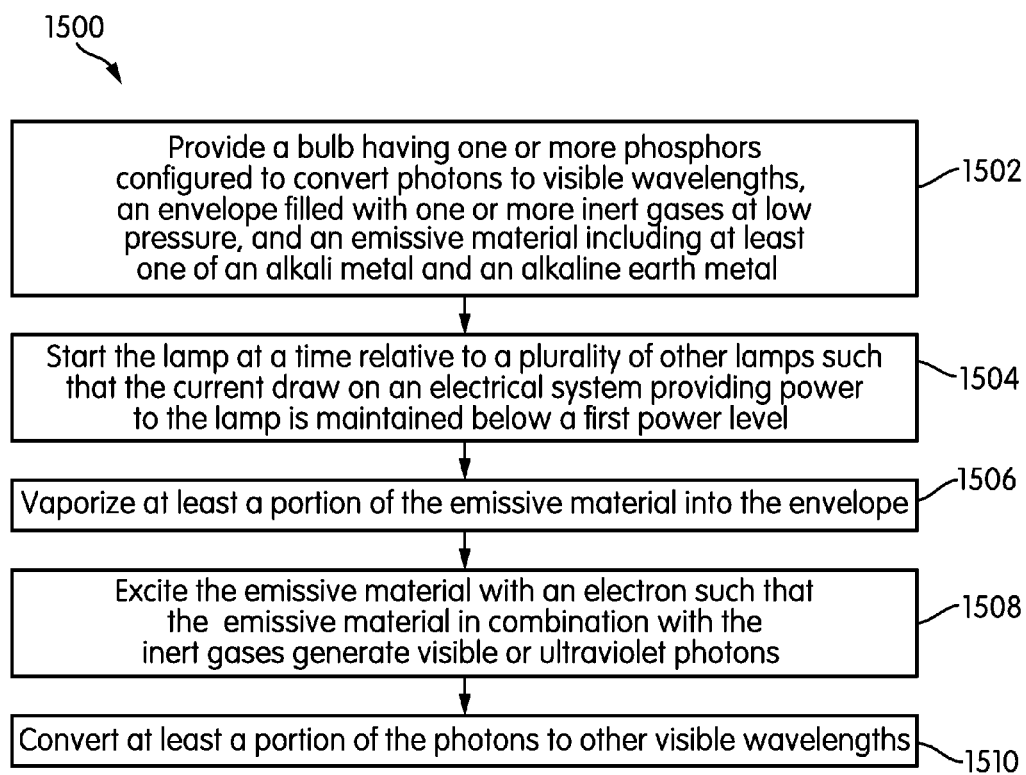 1500
Provide a bulb having one or more phosphors
configured to convert photons to visible wavelengths,
an envelope filled with one or more inert gases at low
pressure, and an emissive material including at least
one of an alkali metal and an alkaline earth metal
1502
Start the lamp at a time relative to a plurality of other lamps such
that the current draw on an electrical system providing power
to the lamp is maintained below a first power level
1504
Vaporize at least a portion of the emissive material into the envelope
1506
Excite the emissive material with an electron such that
the emissive material in combination with the
inert gases generate visible or ultraviolet photons
1508
Convert at least a portion of the photons to other visible wavelengths
1510